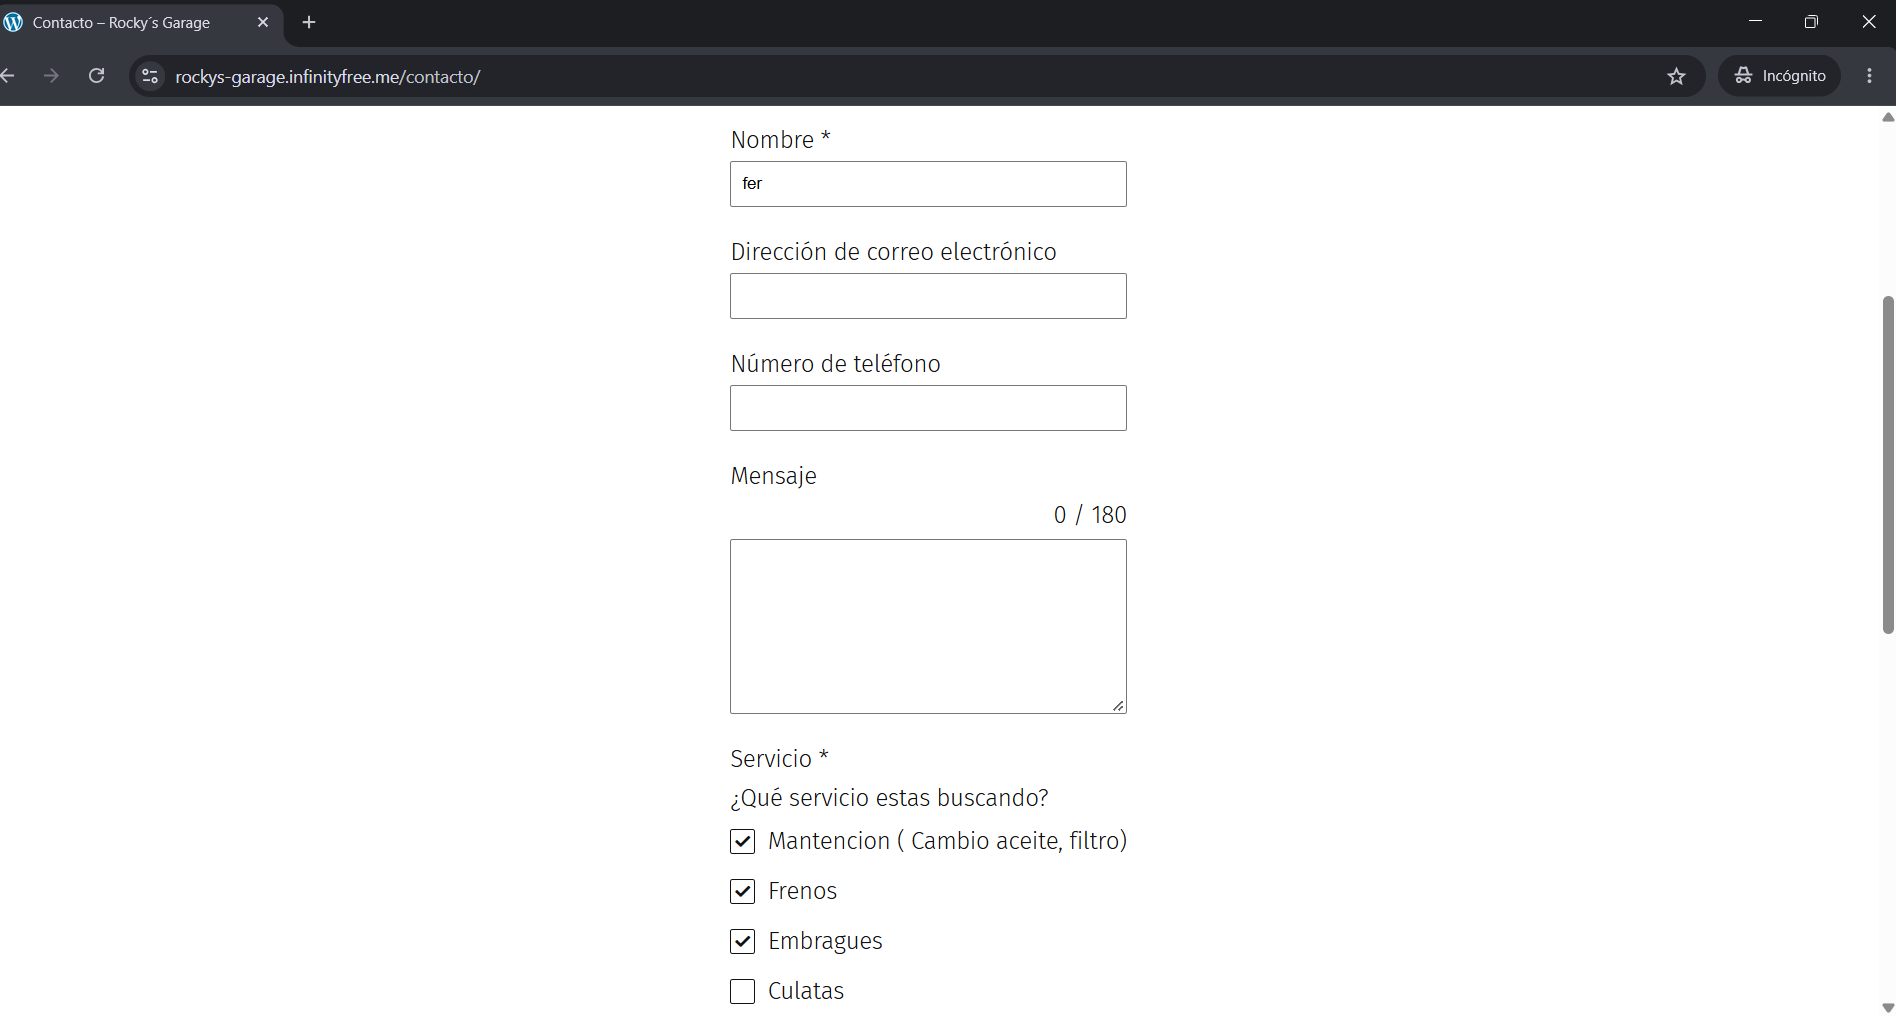 Contacto – Rocky´s Garage
rockys-garage.infinityfree.me/contacto/
Incógnito
Nombre *
fer
Dirección de correo electrónico
Número de teléfono
Mensaje
0 / 180
Servicio *
¿Qué servicio estas buscando?
Mantencion ( Cambio aceite, filtro)
Frenos
Embragues
Culatas